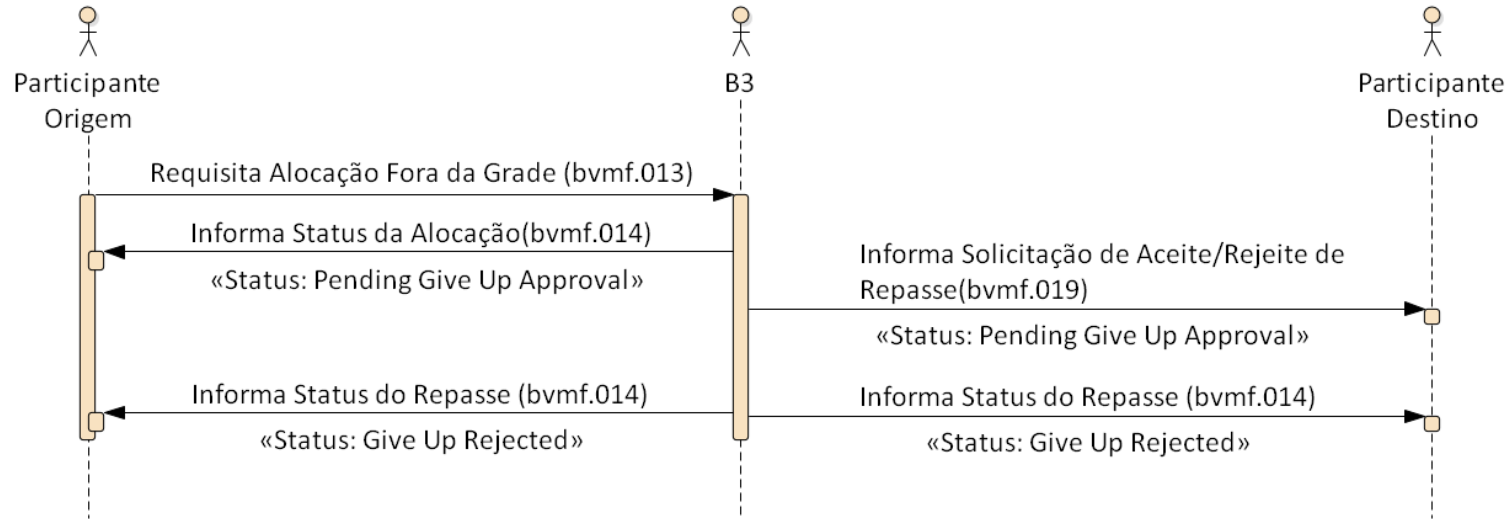 Participante
Origem
B3
Participante
Destino
Requisita Alocação Fora da Grade (bvmf.013)
Informa Status da Alocação(bvmf.014)
«Status: Pending Give Up Approval»
Informa Solicitação de Aceite/Rejeite de
Repasse(bvmf.019)
«Status: Pending Give Up Approval»
Informa Status do Repasse (bvmf.014)
«Status: Give Up Rejected»
Informa Status do Repasse (bvmf.014)
«Status: Give Up Rejected»